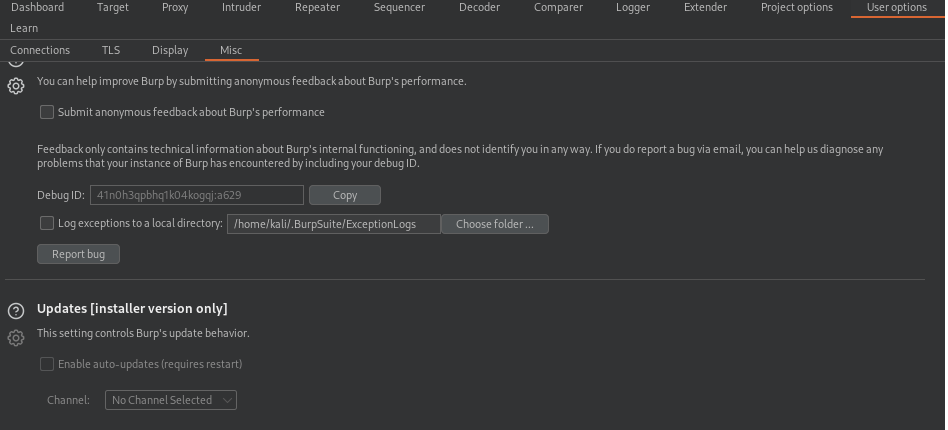 Dashboard Target Proxy Intruder Repeater Sequencer Decoder Comparer Logger Extender Project options User options
Learn
Connections TLS Display Misc
You can help improve Burp by submitting anonymous feedback about Burp's performance.
Submit anonymous feedback about Burp's performance
Feedback only contains technical information about Burp's internal functioning, and does not identify you in any way. If you do report a bug via email, you can help us diagnose any
problems that your instance of Burp has encountered by including your debug ID.
Debug ID: 41n0h3qpbhq1k04kogqj:a629 Copy
Log exceptions to a local directory: /home/kali/.BurpSuite/ExceptionLogs Choose folder ...
Report bug
Updates [installer version only]
This setting controls Burp's update behavior.
Enable auto-updates (requires restart)
Channel: No Channel Selected